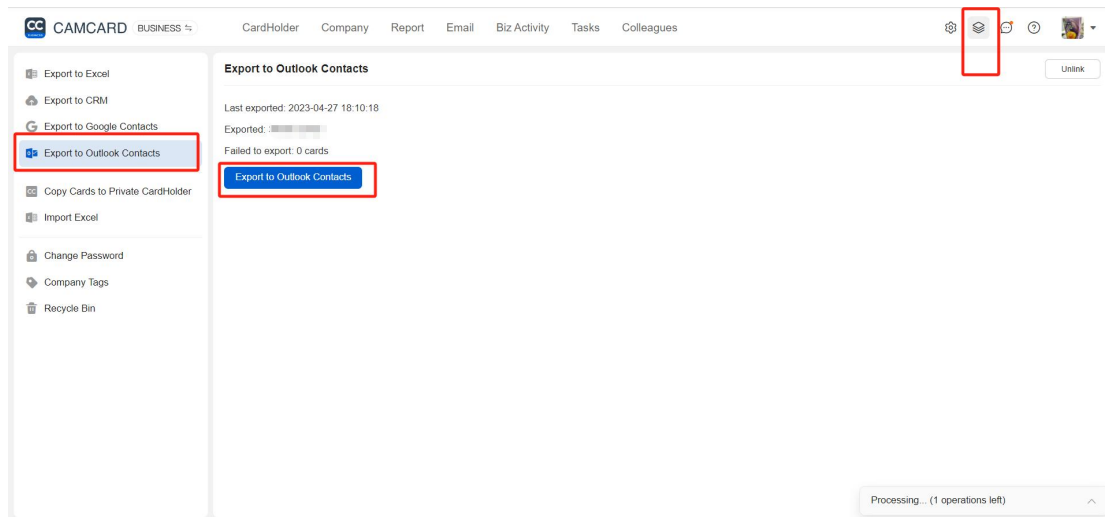 CC CAMCARD BUSINESS CardHolder Company Report Email Biz Activity Tasks Colleagues
Export to Excel
Export to CRM
Export to Google Contacts
Export to Outlook Contacts
Copy Cards to Private CardHolder
Import Excel
Change Password
Company Tags
Recycle Bin
Export to Outlook Contacts
Unlink
Last exported: 2023-04-27 18:10:18
Exported:
Failed to export: 0 cards
Export to Outlook Contacts
Processing... (1 operations left)